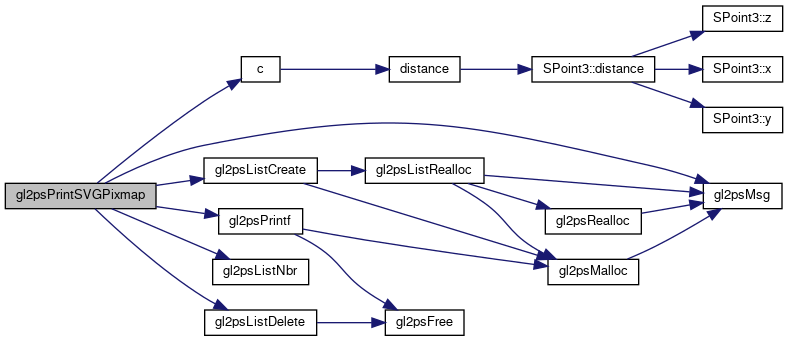 SPoint3::z
c
distance
SPoint3::distance
SPoint3::x
SPoint3::y
gl2psPrintSVGPixmap
gl2psListCreate
gl2psListRealloc
gl2psMsg
gl2psPrintf
gl2psRealloc
gl2psListNbr
gl2psMalloc
gl2psListDelete
gl2psFree